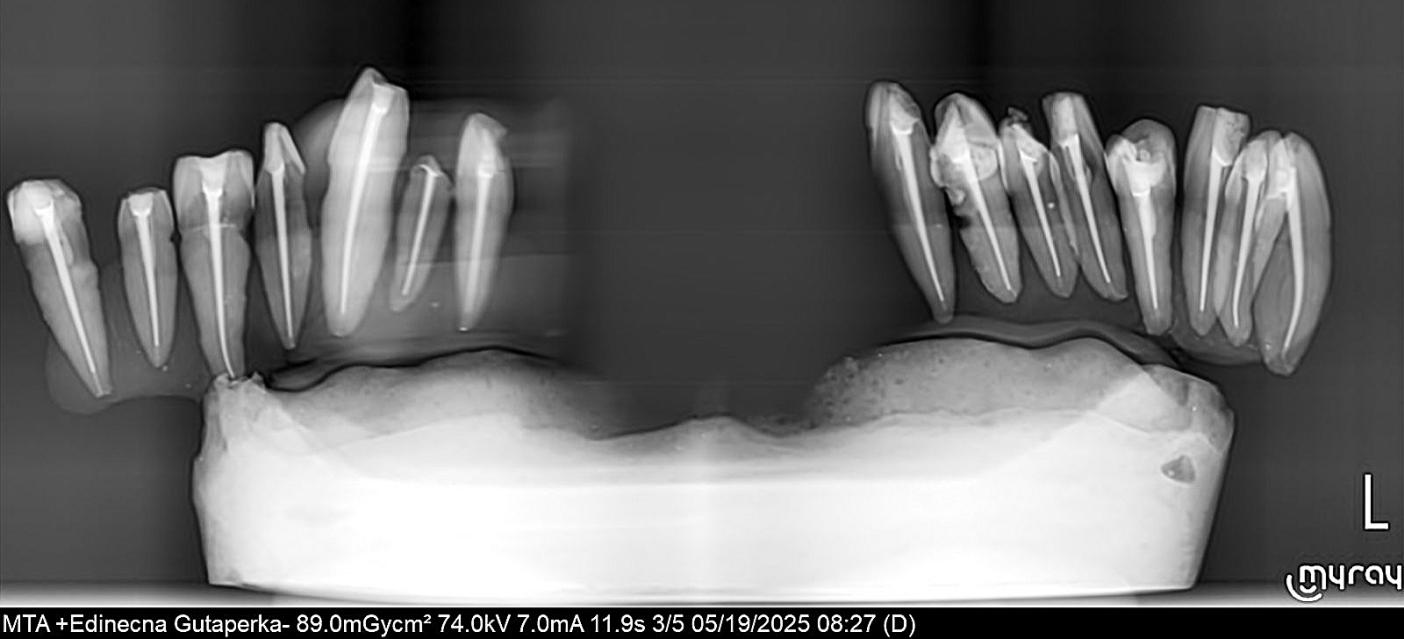 L
myray
MTA +Edinecna Gutaperka- 89.0mGycm² 74.0kV 7.0mA 11.9s 3/5 05/19/2025 08:27 (D)